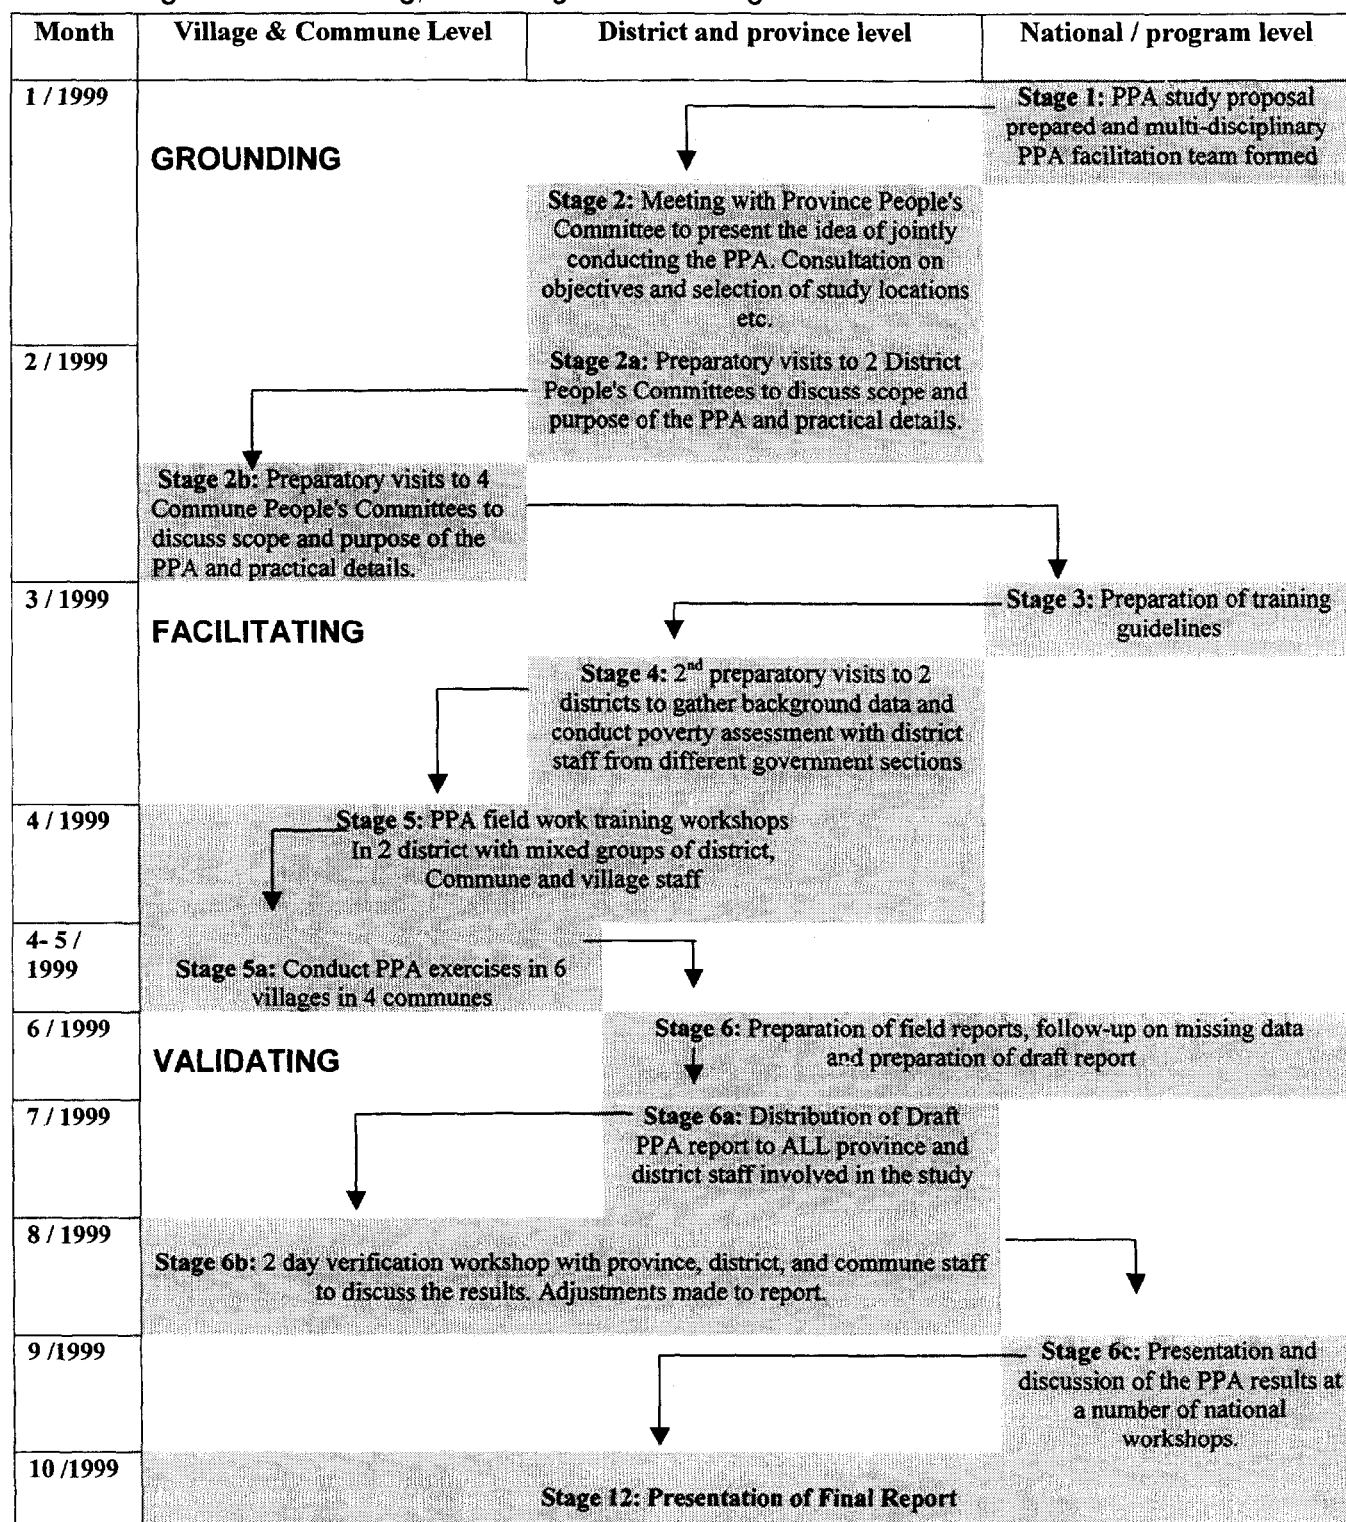 Month Village & Commune Level District and province level National / program level
1 / 1999
Stage 1: PPA study proposal
prepared and multi-disciplinary
PPA facilitation team formed
GROUNDING
Stage 2: Meeting with Province People's
Committee to present the idea of jointly
conducting the PPA. Consultation on
objectives and selection of study locations
etc.
2 / 1999
Stage 2a: Preparatory visits to 2 District
People's Committees to discuss scope and
purpose of the PPA and practical details.
Stage 2b: Preparatory visits to 4
Commune People's Committees to
discuss scope and purpose of the
PPA and practical details.
3 / 1999
Stage 3: Preparation of training
guidelines
FACILITATING
Stage 4: 2nd preparatory visits to 2
districts to gather background data and
conduct poverty assessment with district
staff from different government sections
4 / 1999
Stage 5: PPA field work training workshops
In 2 district with mixed groups of district,
Commune and village staff
4- 5 /
1999
Stage 5a: Conduct PPA exercises in 6
villages in 4 communes
6 / 1999
Stage 6: Preparation of field reports, follow-up on missing data
and preparation of draft report
VALIDATING
7 / 1999
Stage 6a: Distribution of Draft
PPA report to ALL province and
district staff involved in the study
8 / 1999
Stage 6b: 2 day verification workshop with province, district, and commune staff
to discuss the results. Adjustments made to report.
9 /1999
Stage 6c: Presentation and
discussion of the PPA results at
a number of national
workshops.
10 /1999
Stage 12: Presentation of Final Report